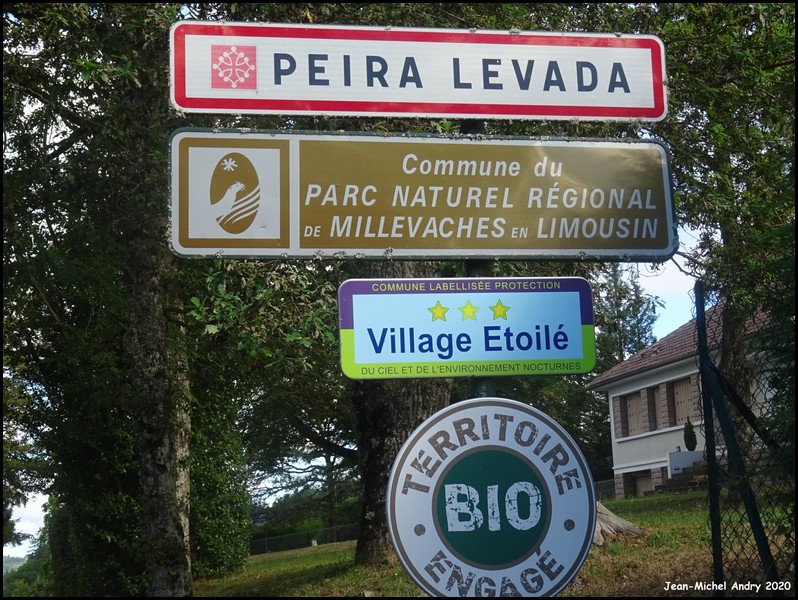 PEIRA LEVADA
Commune du
PARC NATUREL RÉGIONAL
DE MILLEVACHES EN LIMOUSIN
COMMUNE LABELLISÉE PROTECTION
Village Etoilé
DU CIEL ET DE L'ENVIRONNEMENT NOCTURNES
TERRITOIRE
BIO
ENGAGÉ
Jean-Michel Andry 2020